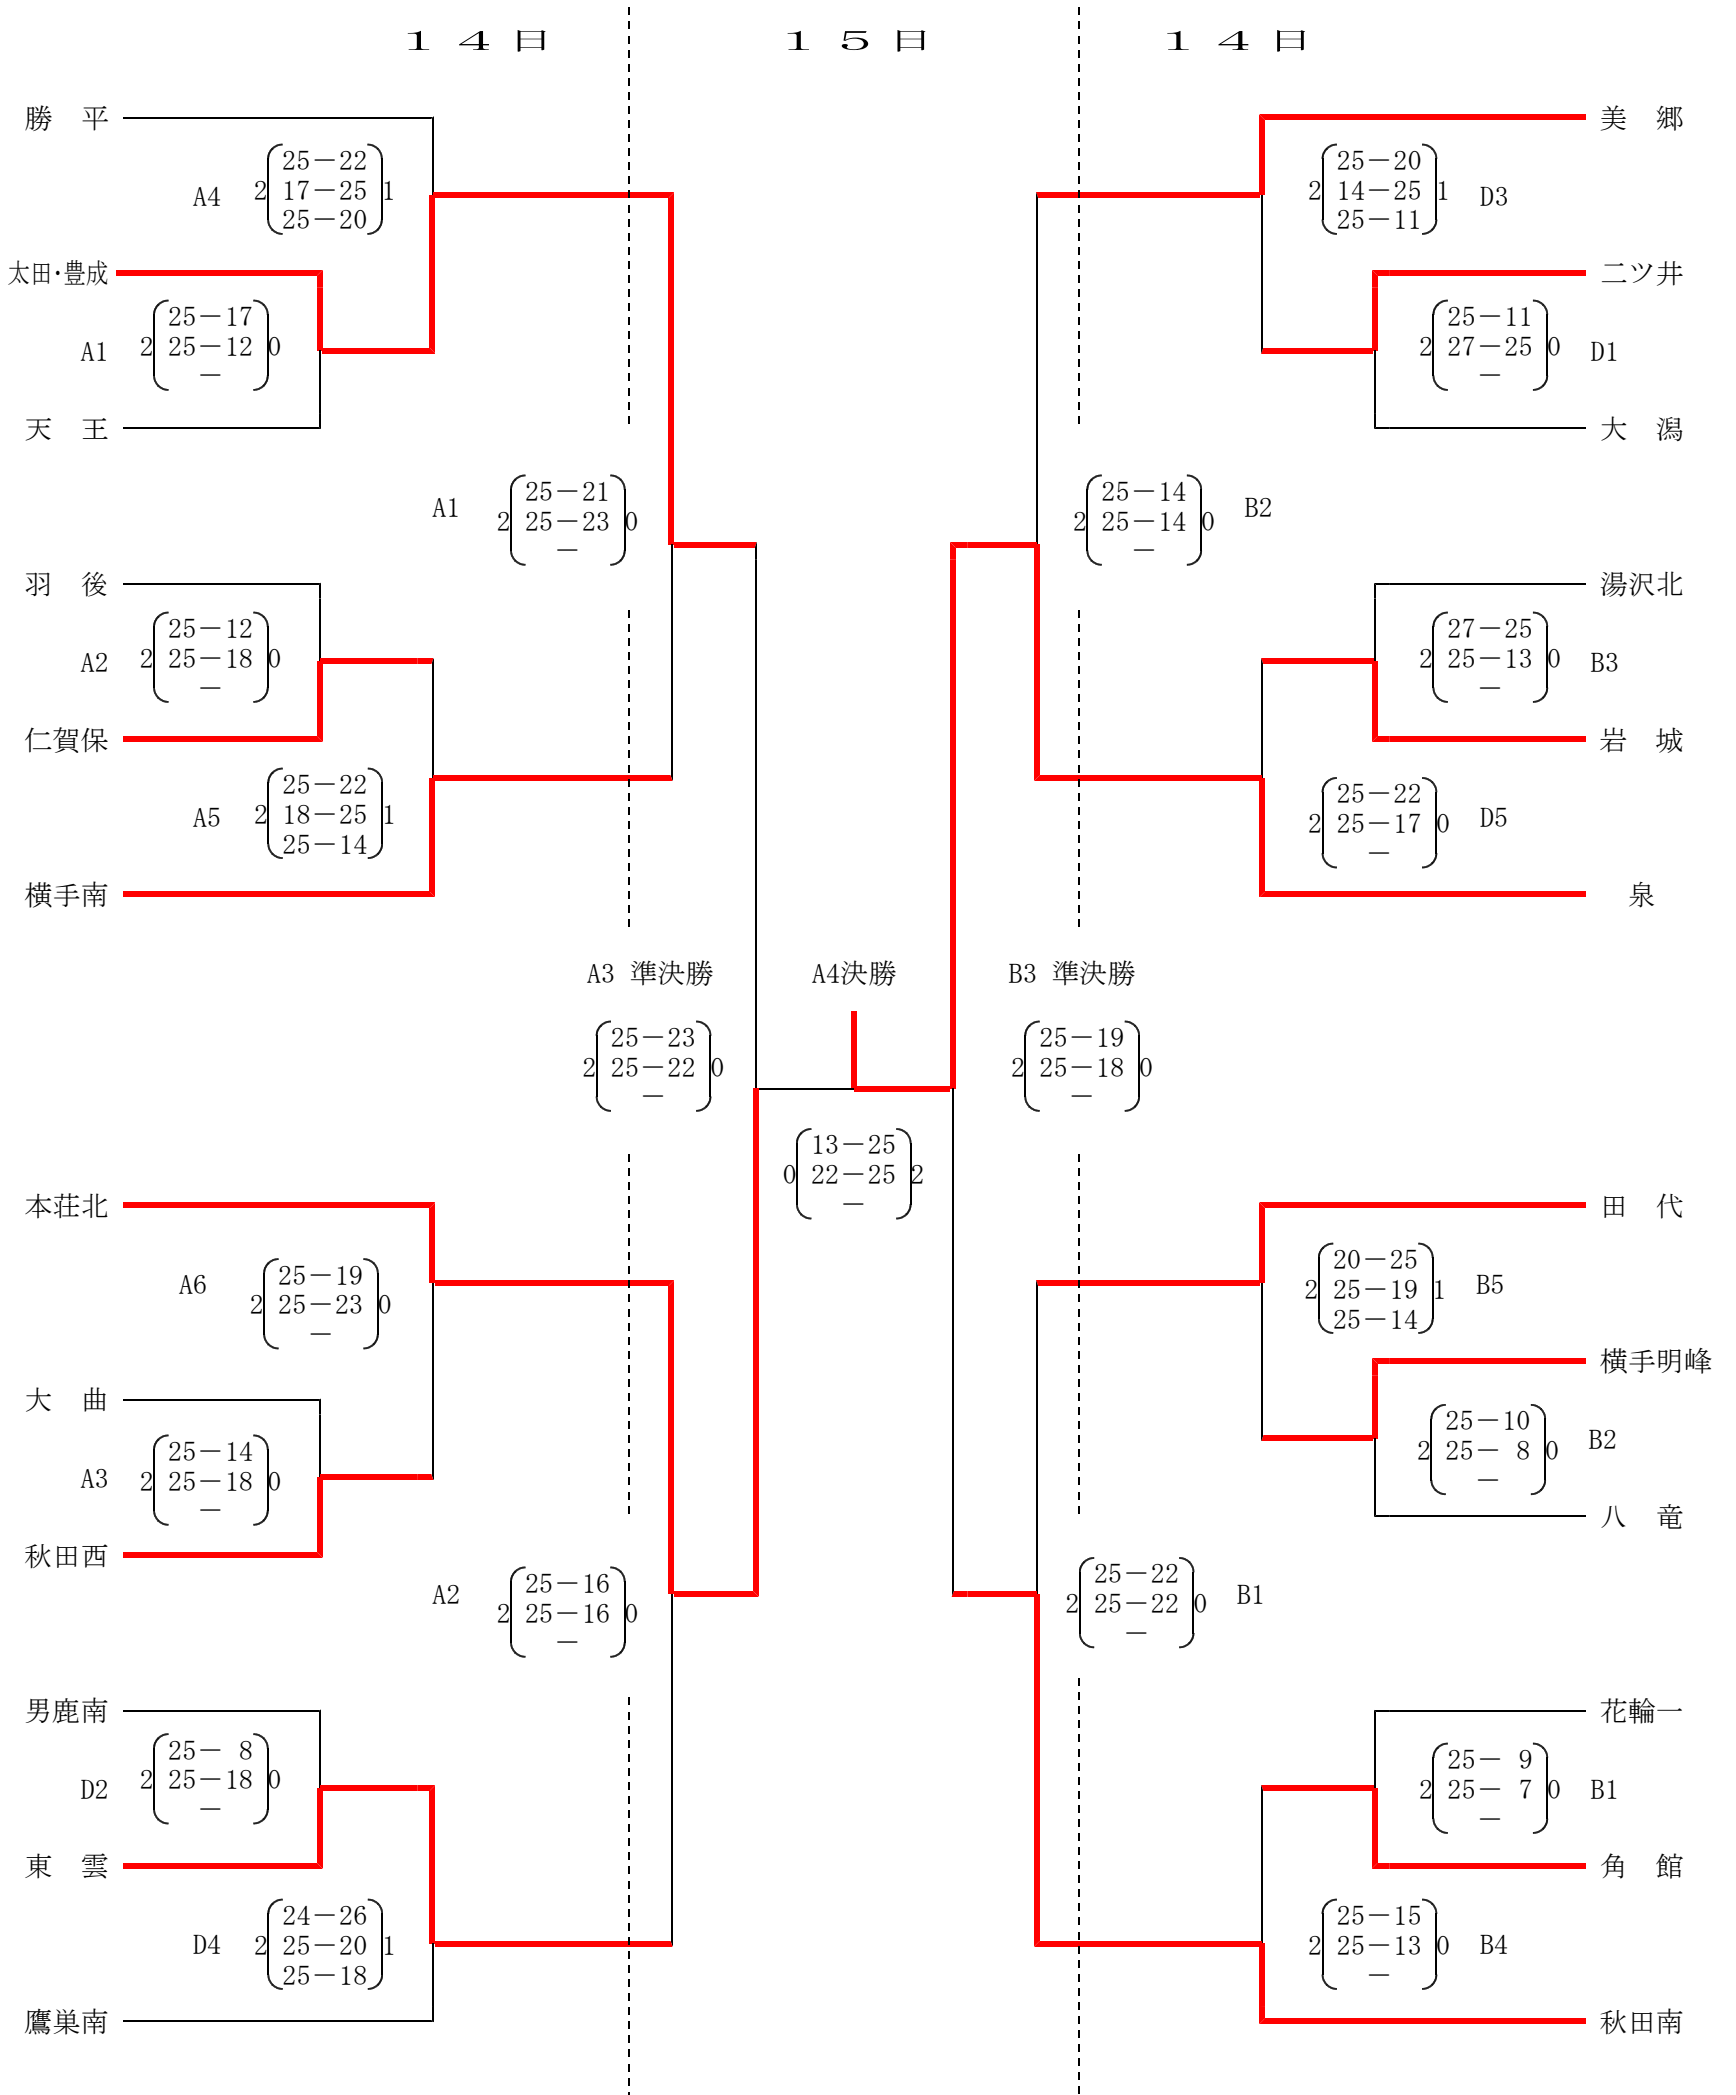 １４日　１５日　１４日
勝　平
25－22
A4 2 17－25 1
25－20
太田・豊成
25－17
A1 2 25－12 0
－
天　王
25－21
A1 2 25－23 0
－
羽　後
25－12
A2 2 25－18 0
－
仁賀保
25－22
A5 2 18－25 1
25－14
横手南
美　郷
25－20
2 14－25 1 D3
25－11
二ツ井
25－11
2 27－25 0 D1
－
大　潟
25－14
2 25－14 0 B2
－
湯沢北
27－25
2 25－13 0 B3
－
岩　城
25－22
2 25－17 0 D5
－
泉
A3 準決勝
25－23
2 25－22 0
－
A4決勝
13－25
0 22－25 2
－
B3 準決勝
25－19
2 25－18 0
－
本荘北
25－19
A6 2 25－23 0
－
大　曲
25－14
A3 2 25－18 0
－
秋田西
25－16
A2 2 25－16 0
－
男鹿南
25－ 8
D2 2 25－18 0
－
東　雲
24－26
D4 2 25－20 1
25－18
鷹巣南
田　代
20－25
2 25－19 1 B5
25－14
横手明峰
25－10
2 25－ 8 0 B2
－
八　竜
25－22
2 25－22 0 B1
－
花輪一
25－ 9
2 25－ 7 0 B1
－
角　館
25－15
2 25－13 0 B4
－
秋田南